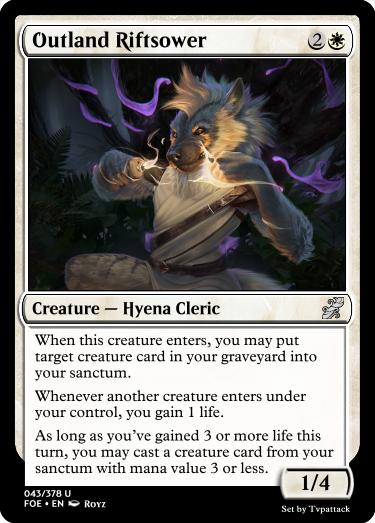 Outland Riftsower 2
Creature — Hyena Cleric
When this creature enters, you may put
target creature card in your graveyard into
your sanctum.
Whenever another creature enters under
your control, you gain 1 life.
As long as you've gained 3 or more life this
turn, you may cast a creature card from your
sanctum with mana value 3 or less.
1/4
043/378 U
FOE • EN Royz
Set by Tvpattack